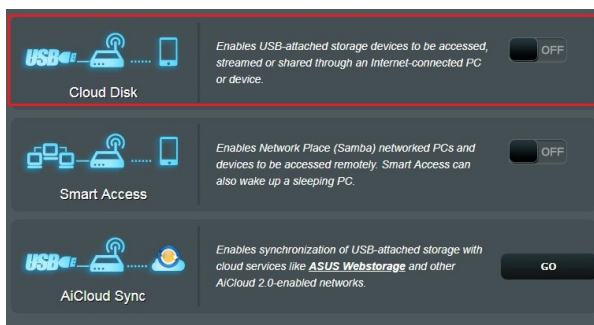 Enables USB-attached storage devices to be accessed,
streamed or shared through an Internet-connected PC
or device.
OFF
USB
Cloud Disk
Enables Network Place (Samba) networked PCs and
devices to be accessed remotely. Smart Access can
also wake up a sleeping PC.
OFF
Smart Access
Enables synchronization of USB-attached storage with
cloud services like ASUS Webstorage and other
AiCloud 2.0-enabled networks.
GO
USB
AiCloud Sync